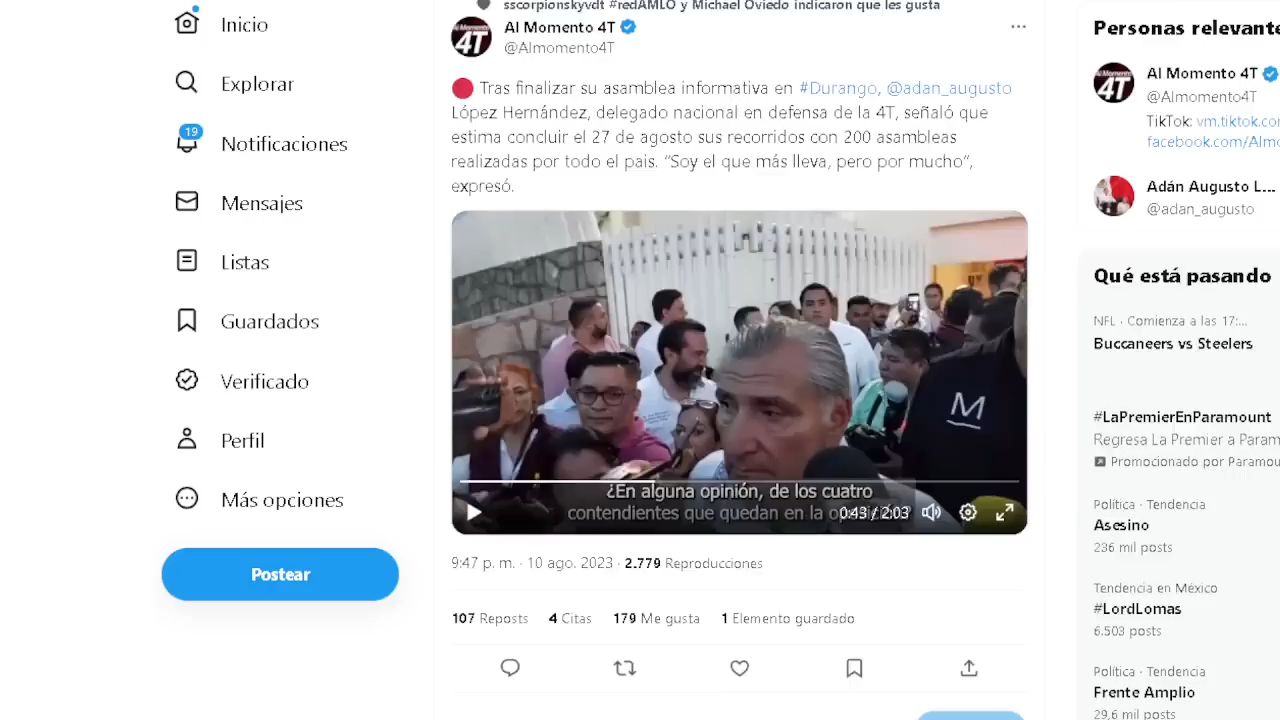 sscorpionskyvdt #redAMLO y Michael Oviedo indicaron que les gusta
Al Momento 4T
@Almomento4T
Tras finalizar su asamblea informativa en #Durango, @adan_augusto
López Hernández, delegado nacional en defensa de la 4T, señaló que
estima concluir el 27 de agosto sus recorridos con 200 asambleas
realizadas por todo el pais. “Soy el que más lleva, pero por mucho”,
expresó.
M
¿En alguna opinión, de los cuatro
contendientes que quedan en la
0:43 / 2:03
9:47 p. m. · 10 ago. 2023 · 2.779 Reproducciones
107 Reposts 4 Citas 179 Me gusta 1 Elemento guardado
Inicio
Explorar
19
Notificaciones
Mensajes
Listas
Guardados
Verificado
Perfil
Más opciones
Postear
Personas relevante
Al Momento 4T
@Almomento4T
TikTok: vm.tiktok.co
facebook.com/Almo
Adán Augusto L...
@adan_augusto
Qué está pasando
NFL · Comienza a las 17:...
Buccaneers vs Steelers
#LaPremierEnParamount
Regresa La Premier a Param
Promocionado por Paramou
Política · Tendencia
Asesino
236 mil posts
Tendencia en México
#LordLomas
6.503 posts
Política · Tendencia
Frente Amplio
29,6 mil posts